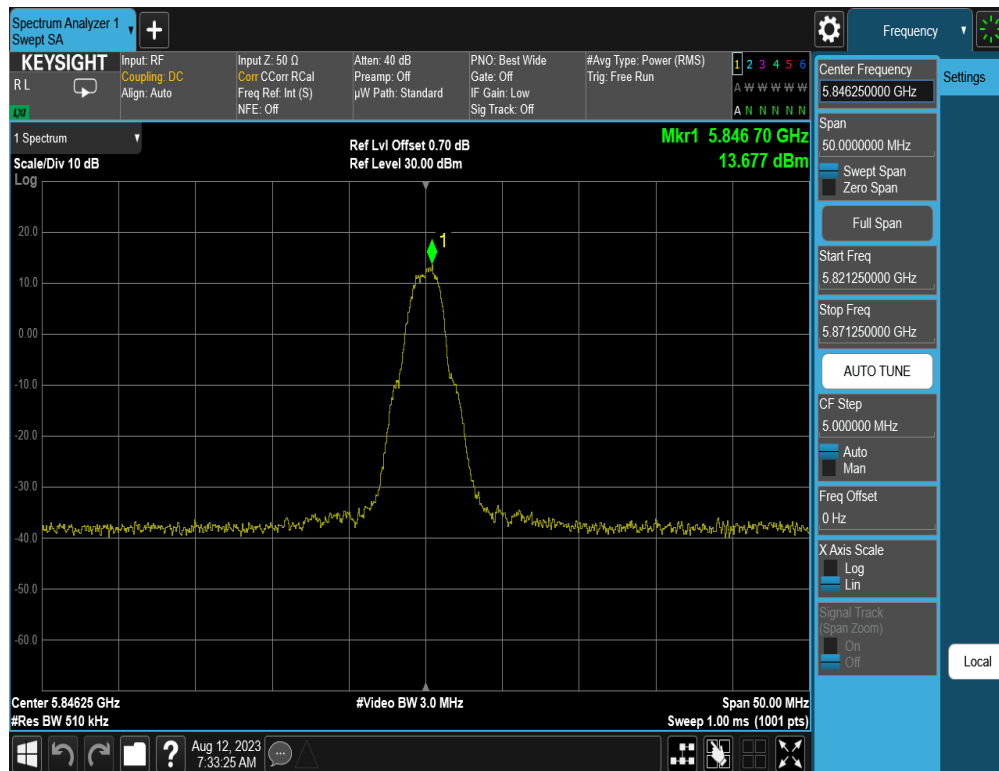 Spectrum Analyzer 1
Swept SA
Frequency
KEYSIGHT
R L
LXI
Input: RF
Coupling: DC
Align: Auto
Input Z: 50 Ω
Corr CCorr RCal
Freq Ref: Int (S)
NFE: Off
Atten: 40 dB
Preamp: Off
µW Path: Standard
PNO: Best Wide
Gate: Off
IF Gain: Low
Sig Track: Off
#Avg Type: Power (RMS)
Trig: Free Run
1 2 3 4 5 6
A W W W W W
A N N N N N
1 Spectrum
Scale/Div 10 dB
Log
Ref Lvl Offset 0.70 dB
Ref Level 30.00 dBm
Mkr1 5.846 70 GHz
13.677 dBm
1
20.0
10.0
0.00
-10.0
-20.0
-30.0
-40.0
-50.0
-60.0
Center 5.84625 GHz
#Res BW 510 kHz
#Video BW 3.0 MHz
Span 50.00 MHz
Sweep 1.00 ms (1001 pts)
Aug 12, 2023
7:33:25 AM
Center Frequency
5.846250000 GHz
Span
50.0000000 MHz
Swept Span
Zero Span
Full Span
Start Freq
5.821250000 GHz
Stop Freq
5.871250000 GHz
AUTO TUNE
CF Step
5.000000 MHz
Auto
Man
Freq Offset
0 Hz
X Axis Scale
Log
Lin
Signal Track
(Span Zoom)
On
Off
Settings
Local